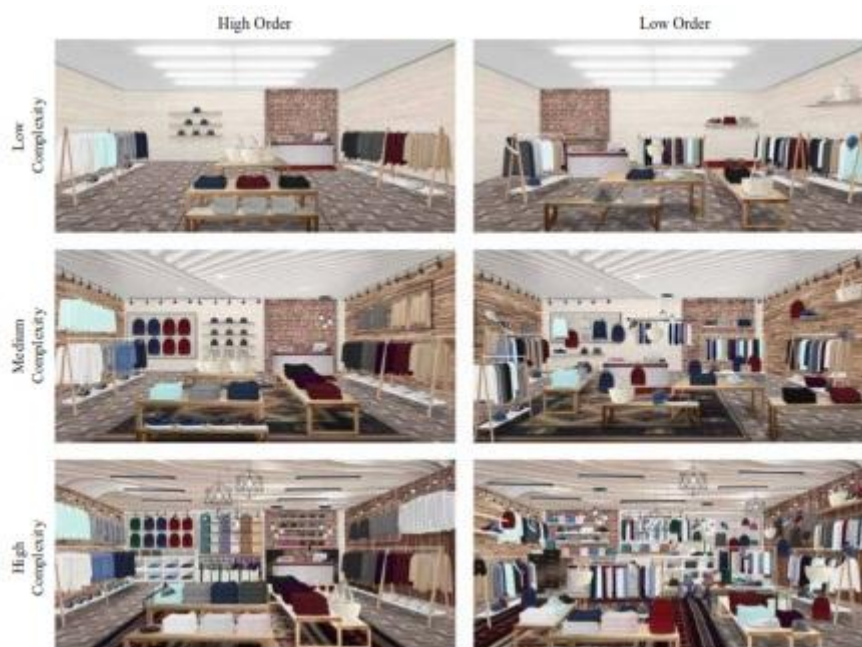 High Order
Low Order
Low
Complexity
Medium
Complexity
High
Complexity